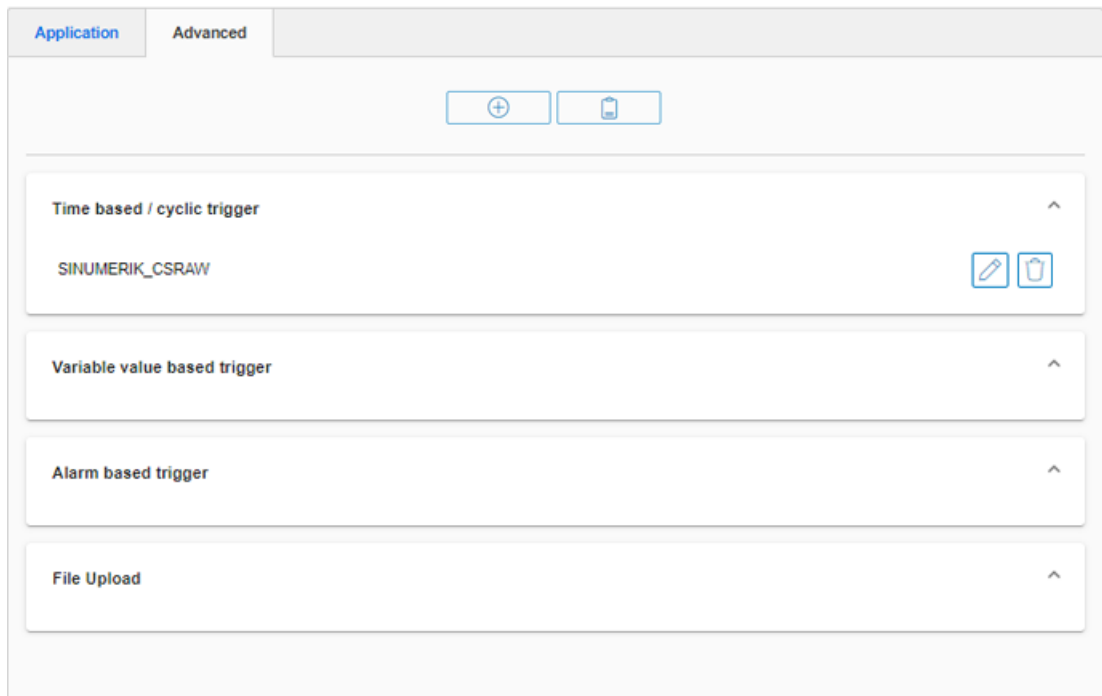 Application
Advanced
Time based / cyclic trigger
SINUMERIK_CSRAW
Variable value based trigger
Alarm based trigger
File Upload